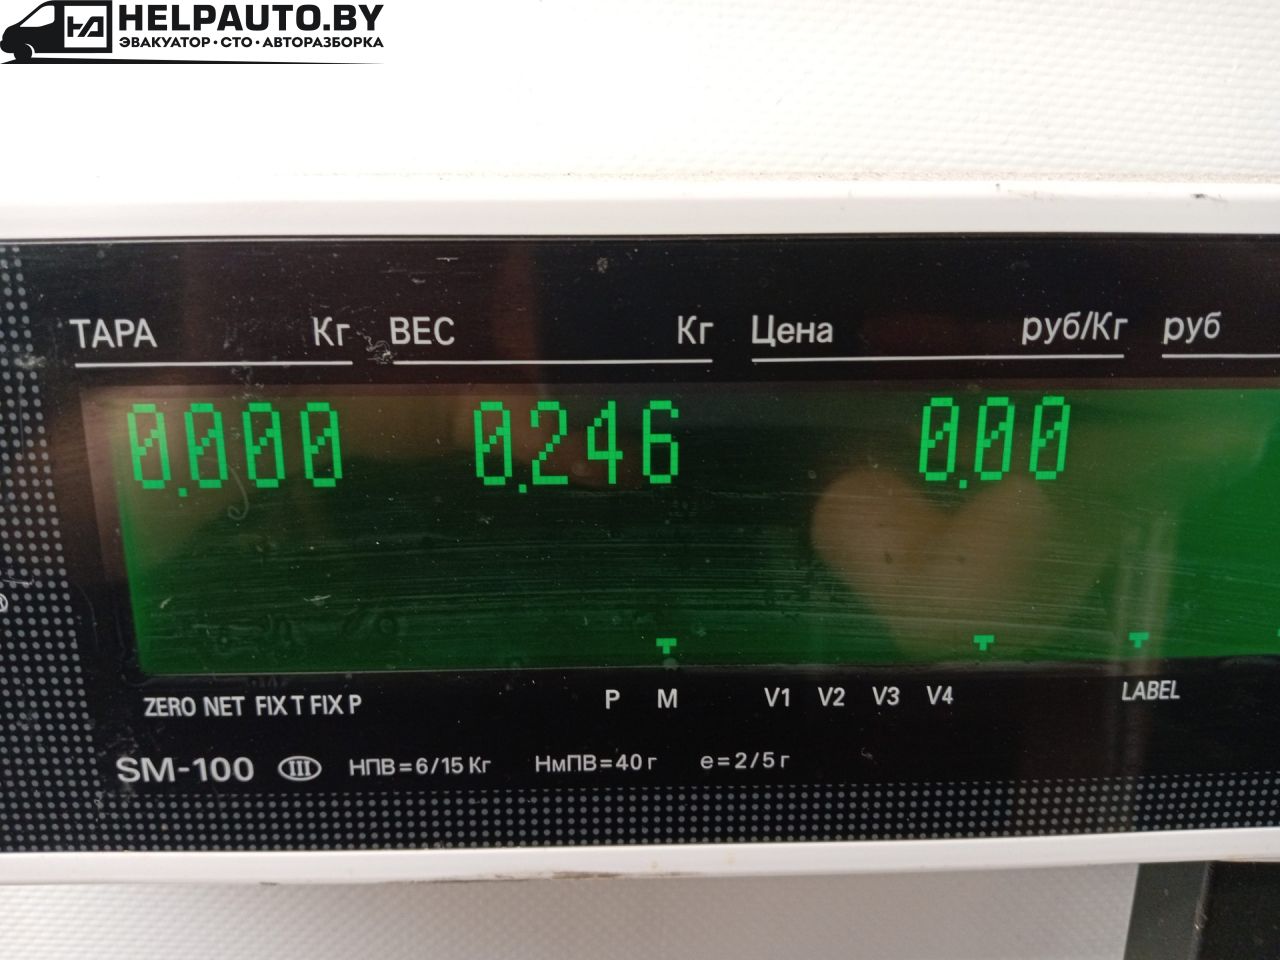 HELPAUTO.BY
ЭВАКУАТОР·СТО·АВТОРАЗБОРКА
ТАРА Кг ВЕС Кг Цена руб/Кг руб
0.000 0.246 0.00
ZERO NET FIX T FIX P P M V1 V2 V3 V4 LABEL
SM-100 III НПВ=6/15 Кг НмПВ=40 г e=2/5 г